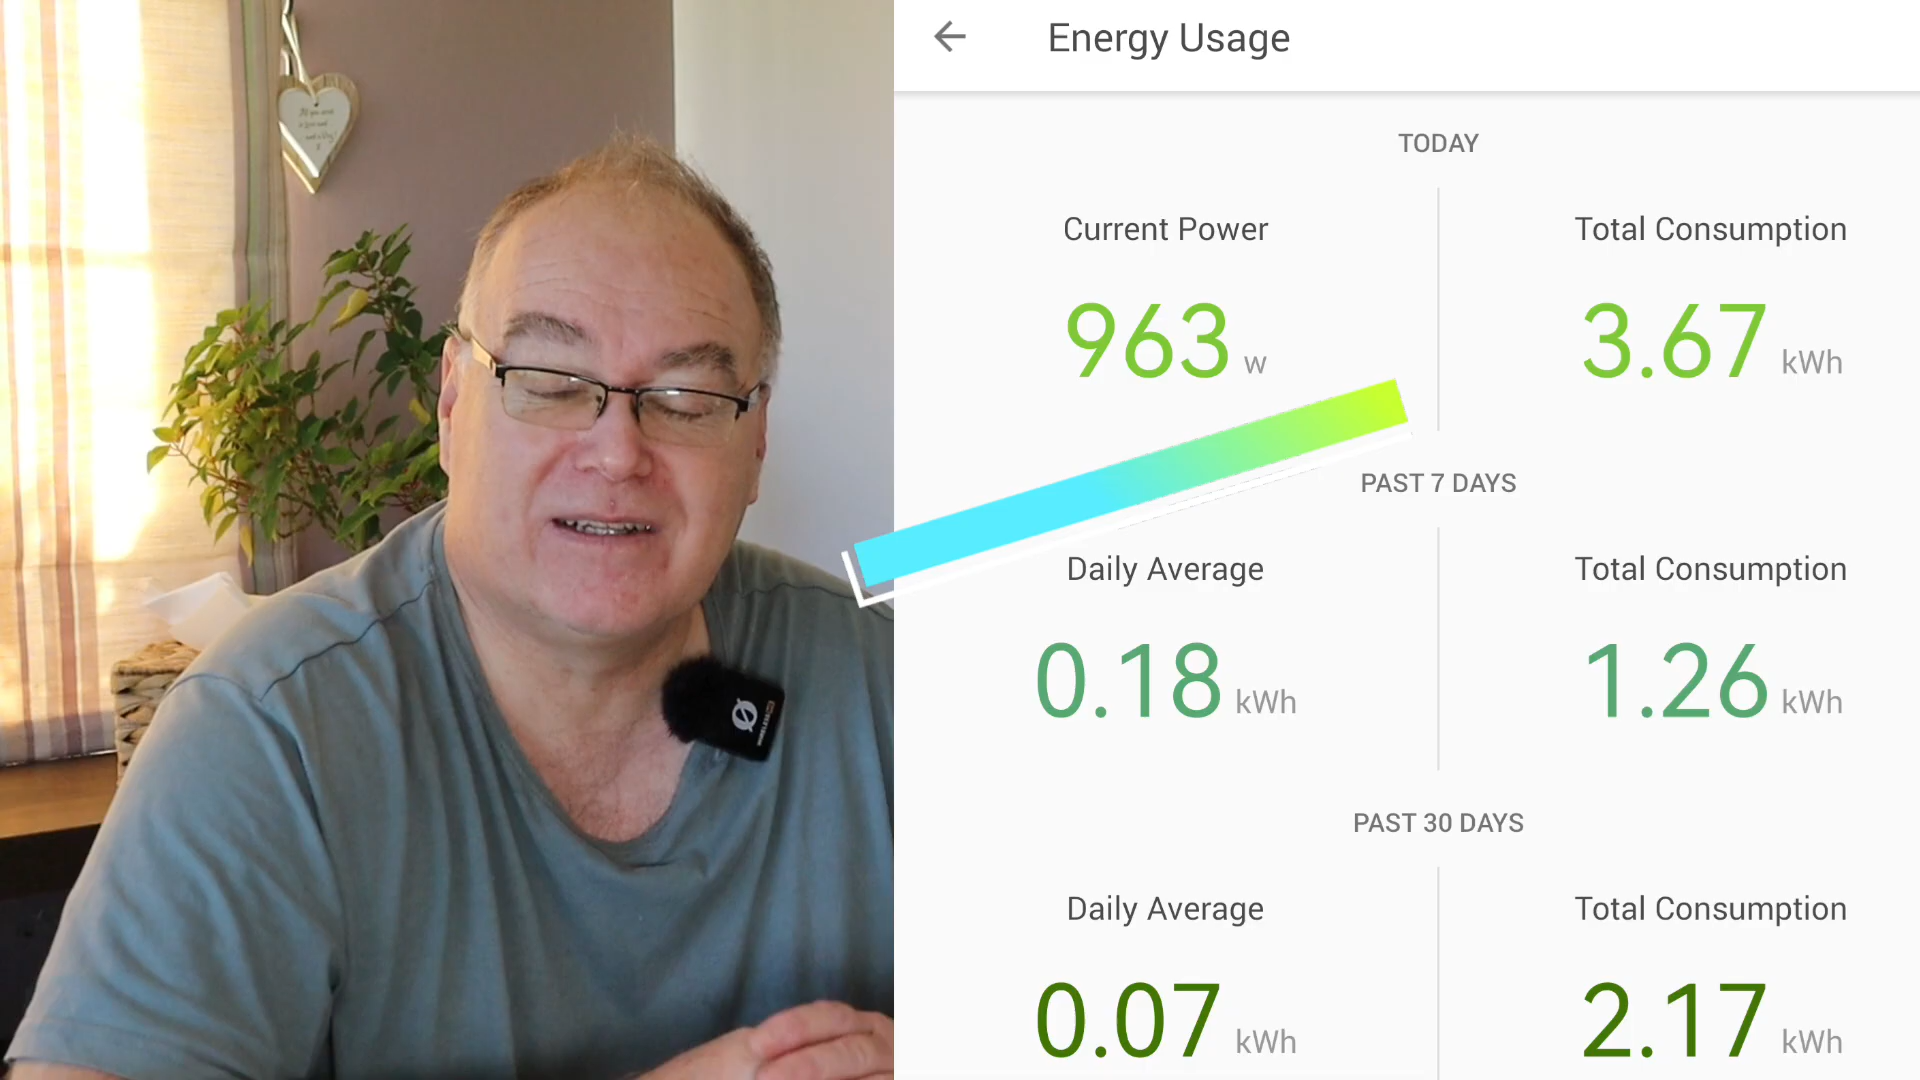 Energy Usage
TODAY
Current Power
Total Consumption
963 w
3.67 kWh
PAST 7 DAYS
Daily Average
Total Consumption
0.18 kWh
1.26 kWh
PAST 30 DAYS
Daily Average
Total Consumption
0.07 kWh
2.17 kWh